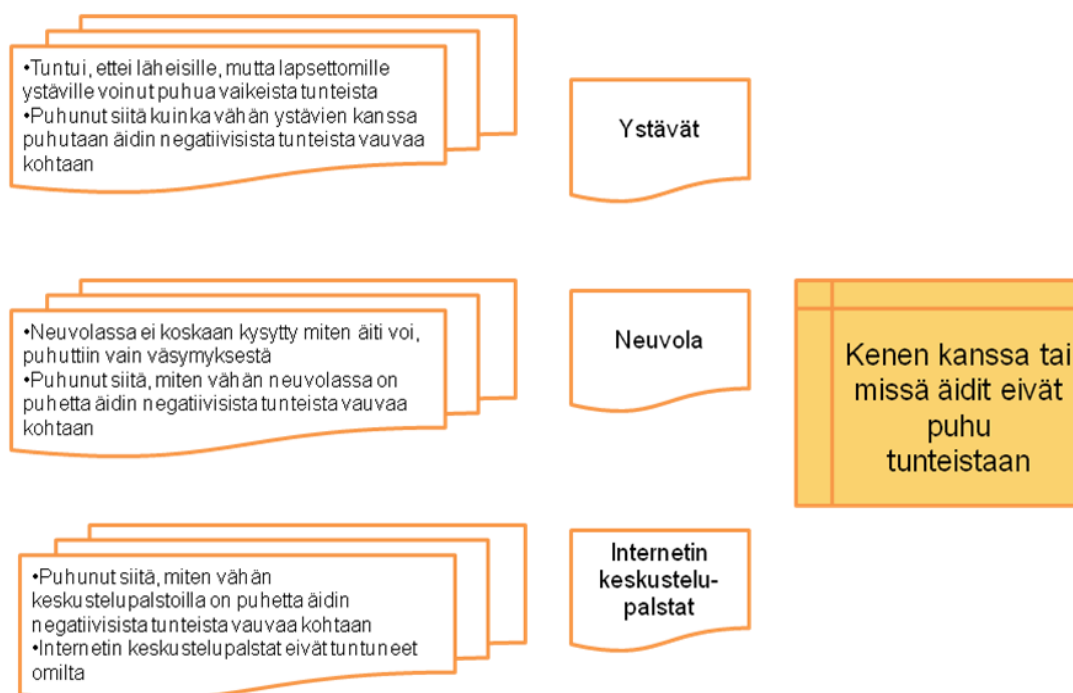 •Tuntui, ettei läheisille, mutta lapsettomille
ystäville voinut puhua vaikeista tunteista
•Puhunut siitä kuinka vähän ystävien kanssa
puhutaan äidin negatiivisista tunteista vauvaa
kohtaan
Ystävät
•Neuvolassa ei koskaan kysytty miten äiti voi,
puhuttiin vain väsymyksestä
•Puhunut siitä, miten vähän neuvolassa on
puhetta äidin negatiivisista tunteista vauvaa
kohtaan
Neuvola
Kenen kanssa tai
missä äidit eivät
puhu
tunteistaan
•Puhunut siitä, miten vähän
keskustelupalstoilla on puhetta äidin
negatiivisista tunteista vauvaa kohtaan
•Internetin keskustelupalstat eivät tuntuneet
omilta
Internetin
keskustelu-
palstat